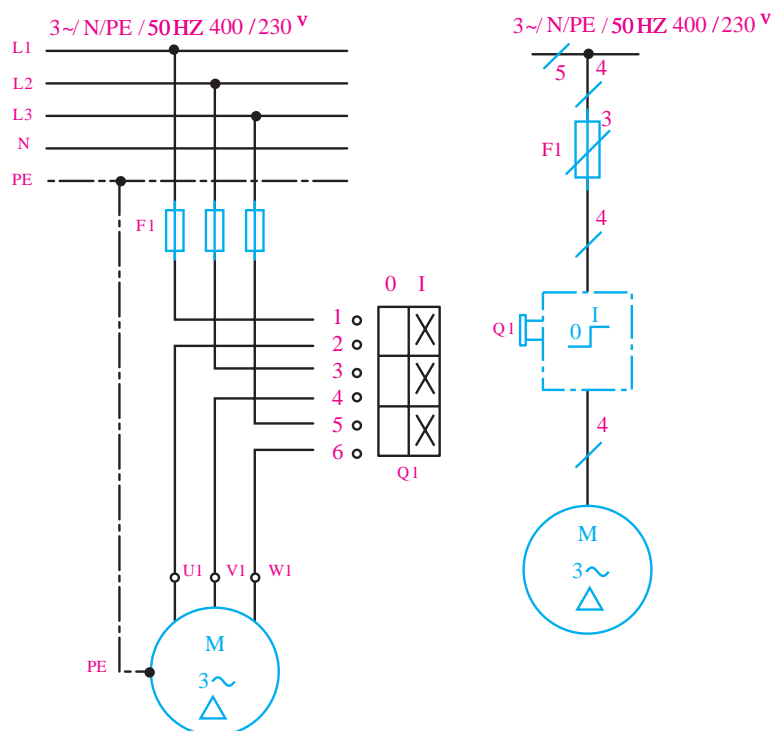 3~/ N/PE / 50 HZ 400 / 230 V
L1
L2
L3
N
PE
F1
0 I
1
2
3
4
5
6
Q1
U1 V1 W1
PE
M
3~
3~/ N/PE / 50 HZ 400 / 230 V
5 4
3
F1
4
Q1
0 I
4
M
3~